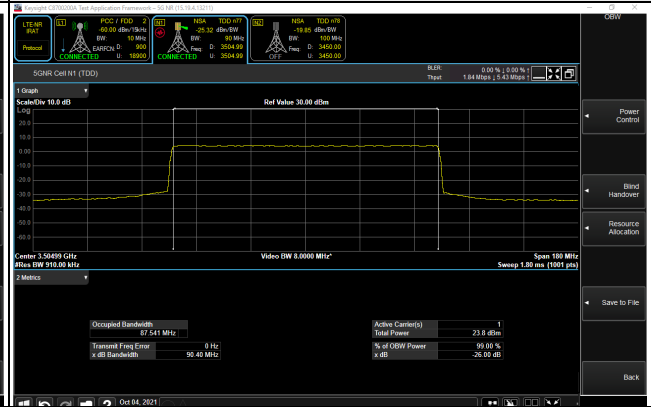 Keysight C8700200A Test Application Framework - 5G NR (15.19.4.15211)
LTE-NR IRAT
Protocol
L1 PCC / FDD 2
-60.00 dBm/15kHz
BW: 10 MHz
EARFCN: D: 900
CONNECTED U: 18900
N1 NSA TDD n77
-25.32 dBm/BW
BW: 90 MHz
Freq: D: 3504.99
CONNECTED U: 3504.99
N2 NSA TDD n78
-19.85 dBm/BW
BW: 100 MHz
Freq: D: 3450.00
OFF U: 3450.00
OBW
5GNR Cell N1 (TDD)
BLER: 0.00 % ↓ 0.00 % ↑
Thput: 1.84 Mbps ↓ 5.43 Mbps ↑
1 Graph
Scale/Div 10.0 dB
Ref Value 30.00 dBm
Log
20.0
10.0
0.00
-10.0
-20.0
-30.0
-40.0
-50.0
-60.0
Center 3.50499 GHz
Video BW 8.0000 MHz*
Span 180 MHz
#Res BW 910.00 kHz
Sweep 1.80 ms (1001 pts)
2 Metrics
Occupied Bandwidth
87.541 MHz
Transmit Freq Error 0 Hz
x dB Bandwidth 90.40 MHz
Active Carrier(s) 1
Total Power 23.8 dBm
% of OBW Power 99.00 %
x dB -26.00 dB
Power Control
Blind Handover
Resource Allocation
Save to File
Back
Oct 04, 2021